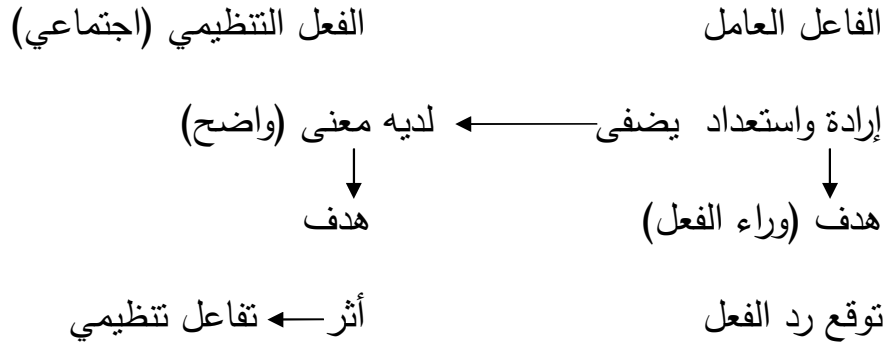 الفاعل العامل الفعل التنظيمي (اجتماعي)
إرادة واستعداد يضفى لديه معنى (واضح)
هدف (وراء الفعل) هدف
توقع رد الفعل أثر تفاعل تنظيمي